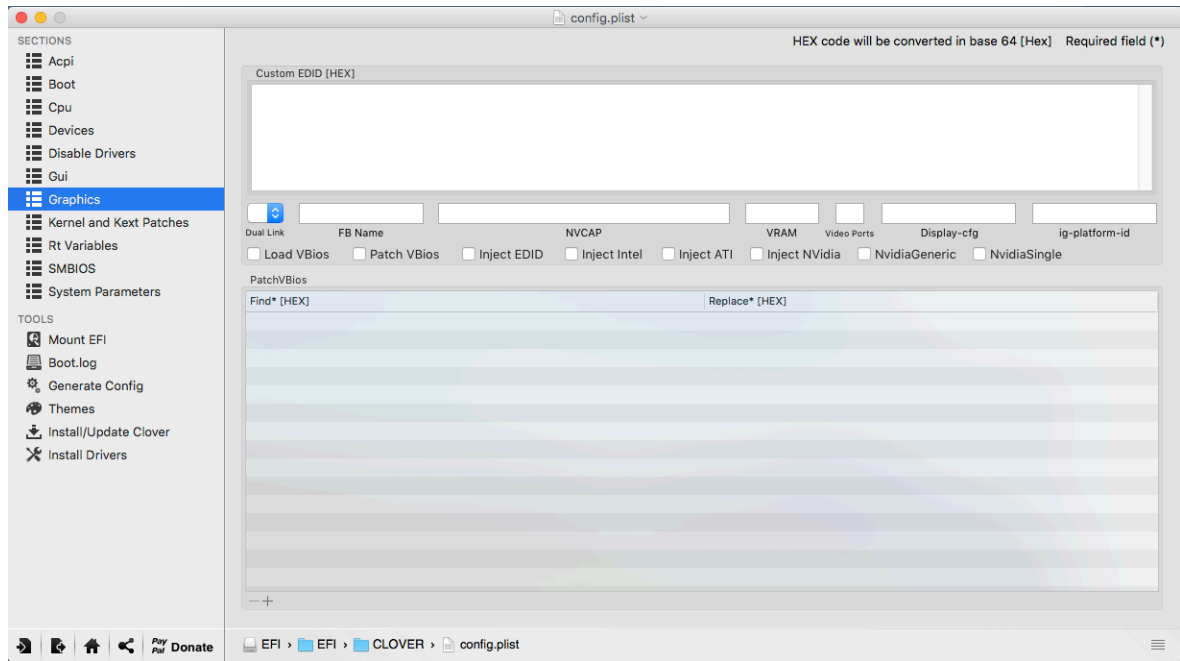 config.plist
SECTIONS
Acpi
Boot
Cpu
Devices
Disable Drivers
Gui
Graphics
Kernel and Kext Patches
Rt Variables
SMBIOS
System Parameters
TOOLS
Mount EFI
Boot.log
Generate Config
Themes
Install/Update Clover
Install Drivers
Pay Pal Donate
HEX code will be converted in base 64 [Hex] Required field (*)
Custom EDID [HEX]
Dual Link FB Name NVCAP VRAM Video Ports Display-cfg ig-platform-id
Load VBios Patch VBios Inject EDID Inject Intel Inject ATI Inject NVidia NvidiaGeneric NvidiaSingle
PatchVBios
Find* [HEX] Replace* [HEX]
EFI › EFI › CLOVER › config.plist